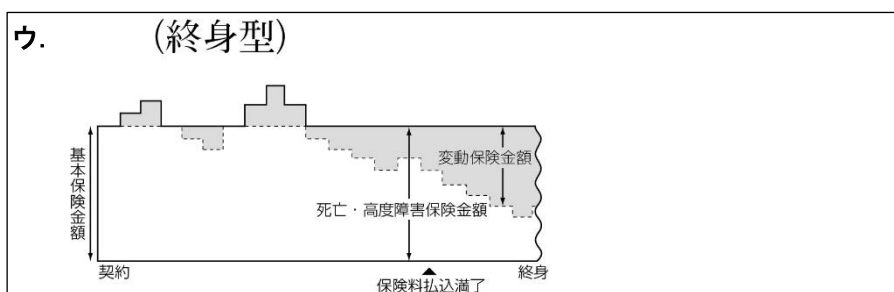 ウ. (終身型)
基本保険金額
変動保険金額
死亡・高度障害保険金額
契約
終身
▲
保険料払込満了